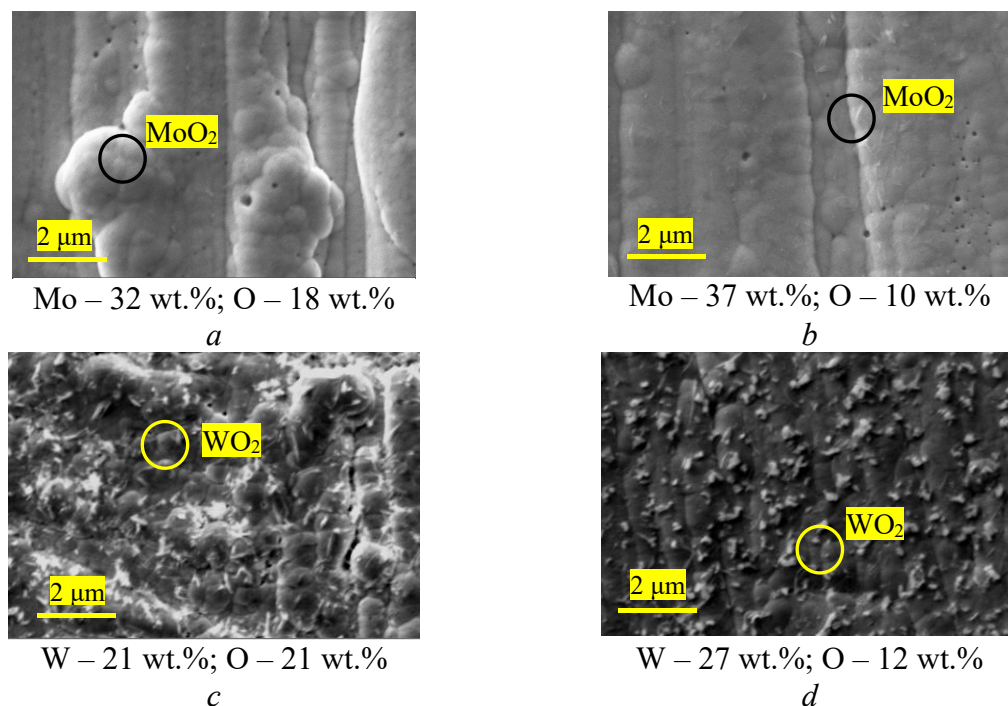 MoO₂
2 μm
Mo – 32 wt.%; O – 18 wt.%
a
MoO₂
2 μm
Mo – 37 wt.%; O – 10 wt.%
b
WO₂
2 μm
W – 21 wt.%; O – 21 wt.%
c
WO₂
2 μm
W – 27 wt.%; O – 12 wt.%
d